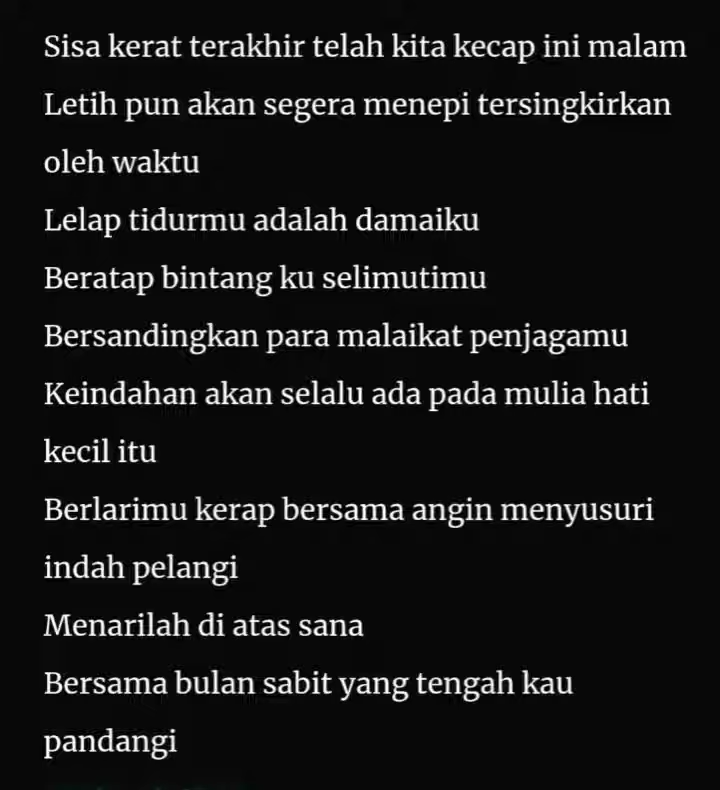 Sisa kerat terakhir telah kita kecap ini malam
Letih pun akan segera menepi tersingkirkan
oleh waktu
Lelap tidurmu adalah damaiku
Beratap bintang ku selimutimu
Bersandingkan para malaikat penjagamu
Keindahan akan selalu ada pada mulia hati
kecil itu
Berlarimu kerap bersama angin menyusuri
indah pelangi
Menarilah di atas sana
Bersama bulan sabit yang tengah kau
pandangi